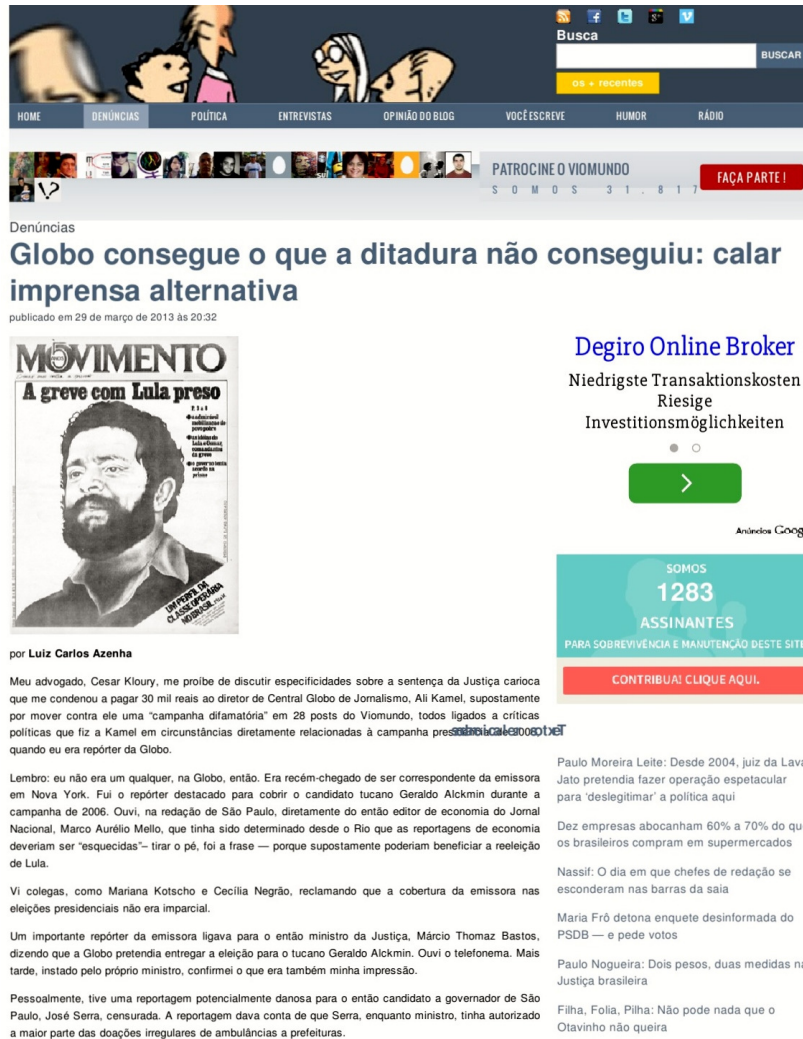 Busca
BUSCAR
os + recentes
HOME DENÚNCIAS POLÍTICA ENTREVISTAS OPINIÃO DO BLOG VOCÊ ESCREVE HUMOR RÁDIO
PATROCINE O VIOMUNDO
SOMOS 31.817
FAÇA PARTE!
Denúncias
Globo consegue o que a ditadura não conseguiu: calar
imprensa alternativa
publicado em 29 de março de 2013 às 20:32
MOVIMENTO
A greve com Lula preso
UM PERFIL DA
CLASSE OPERÁRIA
NO BRASIL
por Luiz Carlos Azenha
Meu advogado, Cesar Kloury, me proíbe de discutir especificidades sobre a sentença da Justiça carioca
que me condenou a pagar 30 mil reais ao diretor de Central Globo de Jornalismo, Ali Kamel, supostamente
por mover contra ele uma “campanha difamatória” em 28 posts do Viomundo, todos ligados a críticas
políticas que fiz a Kamel em circunstâncias diretamente relacionadas à campanha
quando eu era repórter da Globo.
Lembro: eu não era um qualquer, na Globo, então. Era recém-chegado de ser correspondente da emissora
em Nova York. Fui o repórter destacado para cobrir o candidato tucano Geraldo Alckmin durante a
campanha de 2006. Ouvi, na redação de São Paulo, diretamente do então editor de economia do Jornal
Nacional, Marco Aurélio Mello, que tinha sido determinado desde o Rio que as reportagens de economia
deveriam ser “esquecidas”– tirar o pé, foi a frase — porque supostamente poderiam beneficiar a reeleição
de Lula.
Vi colegas, como Mariana Kotscho e Cecília Negrão, reclamando que a cobertura da emissora nas
eleições presidenciais não era imparcial.
Um importante repórter da emissora ligava para o então ministro da Justiça, Márcio Thomaz Bastos,
dizendo que a Globo pretendia entregar a eleição para o tucano Geraldo Alckmin. Ouvi o telefonema. Mais
tarde, instado pelo próprio ministro, confirmei o que era também minha impressão.
Pessoalmente, tive uma reportagem potencialmente danosa para o então candidato a governador de São
Paulo, José Serra, censurada. A reportagem dava conta de que Serra, enquanto ministro, tinha autorizado
a maior parte das doações irregulares de ambulâncias a prefeituras.
Degiro Online Broker
Niedrigste Transaktionskosten
Riesige
Investitionsmöglichkeiten
Anúncios Goog
SOMOS
1283
ASSINANTES
PARA SOBREVIVÊNCIA E MANUTENÇÃO DESTE SITE
CONTRIBUA! CLIQUE AQUI.
Paulo Moreira Leite: Desde 2004, juiz da Lava
Jato pretendia fazer operação espetacular
para ‘deslegitimar’ a política aqui
Dez empresas abocanham 60% a 70% do qu
os brasileiros compram em supermercados
Nassif: O dia em que chefes de redação se
esconderam nas barras da saia
Maria Frô detona enquete desinformada do
PSDB — e pede votos
Paulo Nogueira: Dois pesos, duas medidas na
Justiça brasileira
Filha, Folia, Pilha: Não pode nada que o
Otavinho não queira